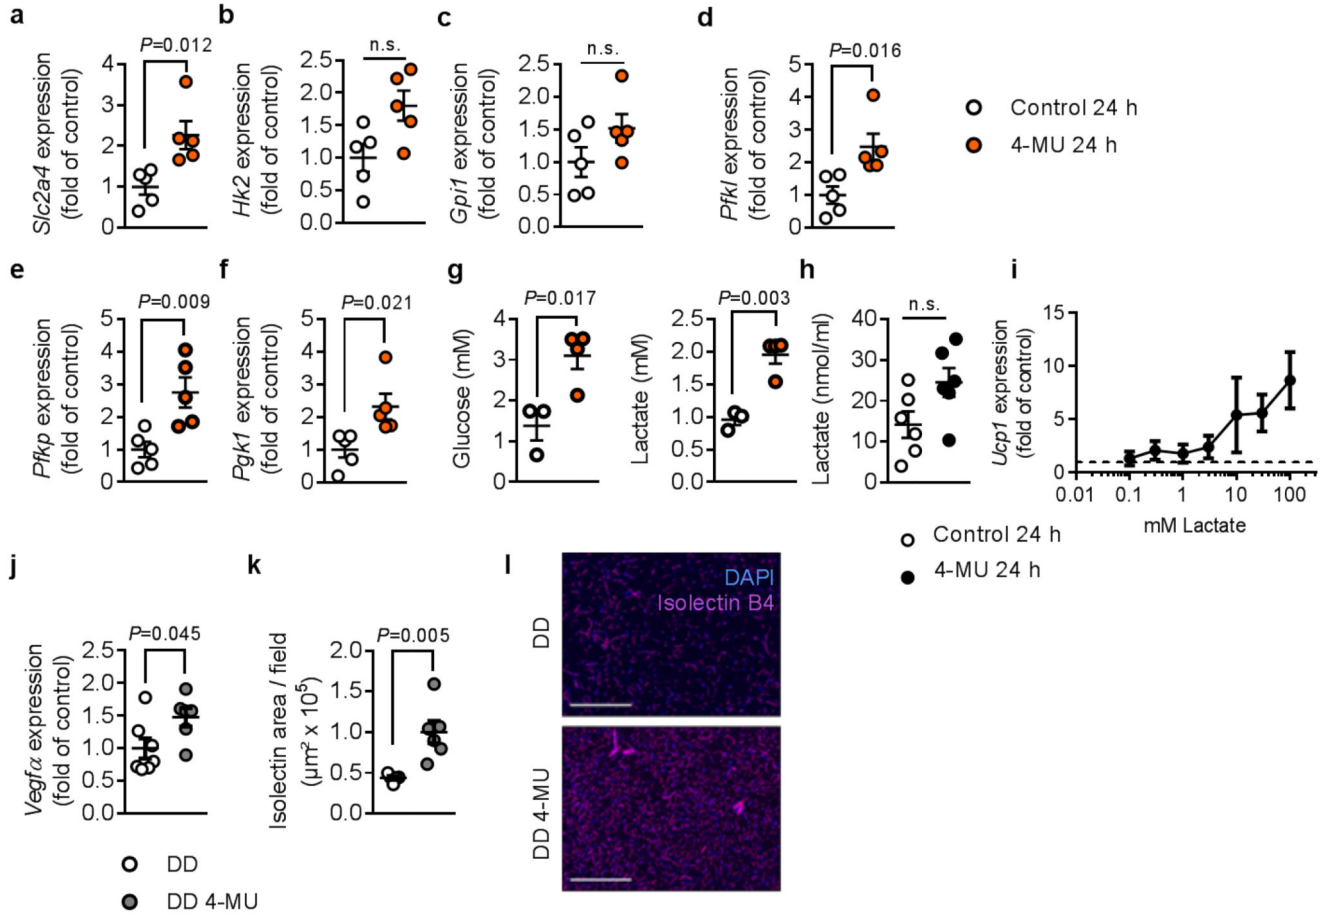 a
P=0.012
Slc2a4 expression
(fold of control)
4
3
2
1
0
b
n.s.
Hk2 expression
(fold of control)
2.5
2.0
1.5
1.0
0.5
0.0
c
n.s.
Gpi1 expression
(fold of control)
2.5
2.0
1.5
1.0
0.5
0.0
d
P=0.016
Pfkl expression
(fold of control)
5
4
3
2
1
0
Control 24 h
4-MU 24 h
e
P=0.009
Pfkp expression
(fold of control)
5
4
3
2
1
0
f
P=0.021
Pgk1 expression
(fold of control)
5
4
3
2
1
0
g
P=0.017
Glucose (mM)
4
3
2
1
0
P=0.003
Lactate (mM)
2.5
2.0
1.5
1.0
0.5
0.0
h
n.s.
Lactate (nmol/ml)
40
30
20
10
0
Control 24 h
4-MU 24 h
i
Ucp1 expression
(fold of control)
15
10
5
0
0.01
0.1
1
10
100
mM Lactate
j
P=0.045
Vegfα expression
(fold of control)
2.5
2.0
1.5
1.0
0.5
0.0
DD
DD 4-MU
k
P=0.005
Isolectin area / field
(µm² x 10⁵)
2.0
1.5
1.0
0.5
0.0
l
DAPI
Isolectin B4
DD
DD 4-MU